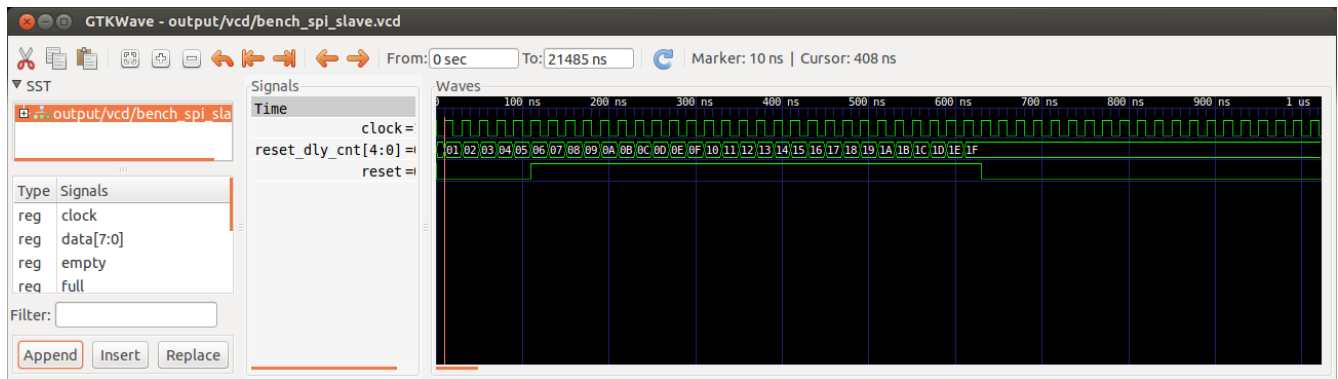 GTKWave - output/vcd/bench_spi_slave.vcd
From: 0 sec To: 21485 ns Marker: 10 ns | Cursor: 408 ns
SST
output/vcd/bench_spi_sla
Type Signals
reg clock
reg data[7:0]
reg empty
reg full
Filter:
Append Insert Replace
Signals
Time
clock =
reset_dly_cnt[4:0] =
reset =
Waves
100 ns 200 ns 300 ns 400 ns 500 ns 600 ns 700 ns 800 ns 900 ns 1 us
01 02 03 04 05 06 07 08 09 0A 0B 0C 0D 0E 0F 10 11 12 13 14 15 16 17 18 19 1A 1B 1C 1D 1E 1F